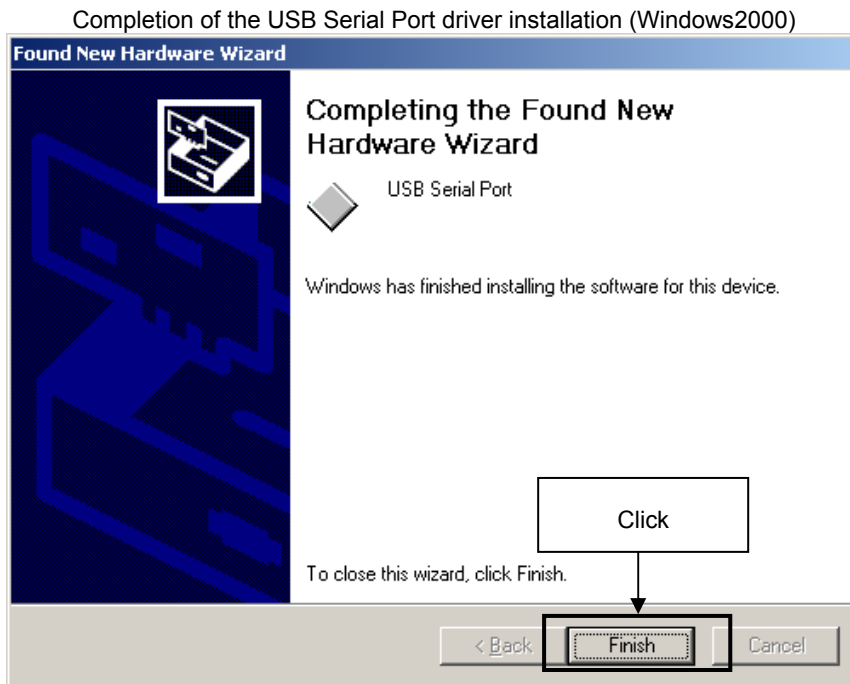 Completion of the USB Serial Port driver installation (Windows2000)
Found New Hardware Wizard
Completing the Found New
Hardware Wizard
USB Serial Port
Windows has finished installing the software for this device.
Click
To close this wizard, click Finish.
< Back
Finish
Cancel